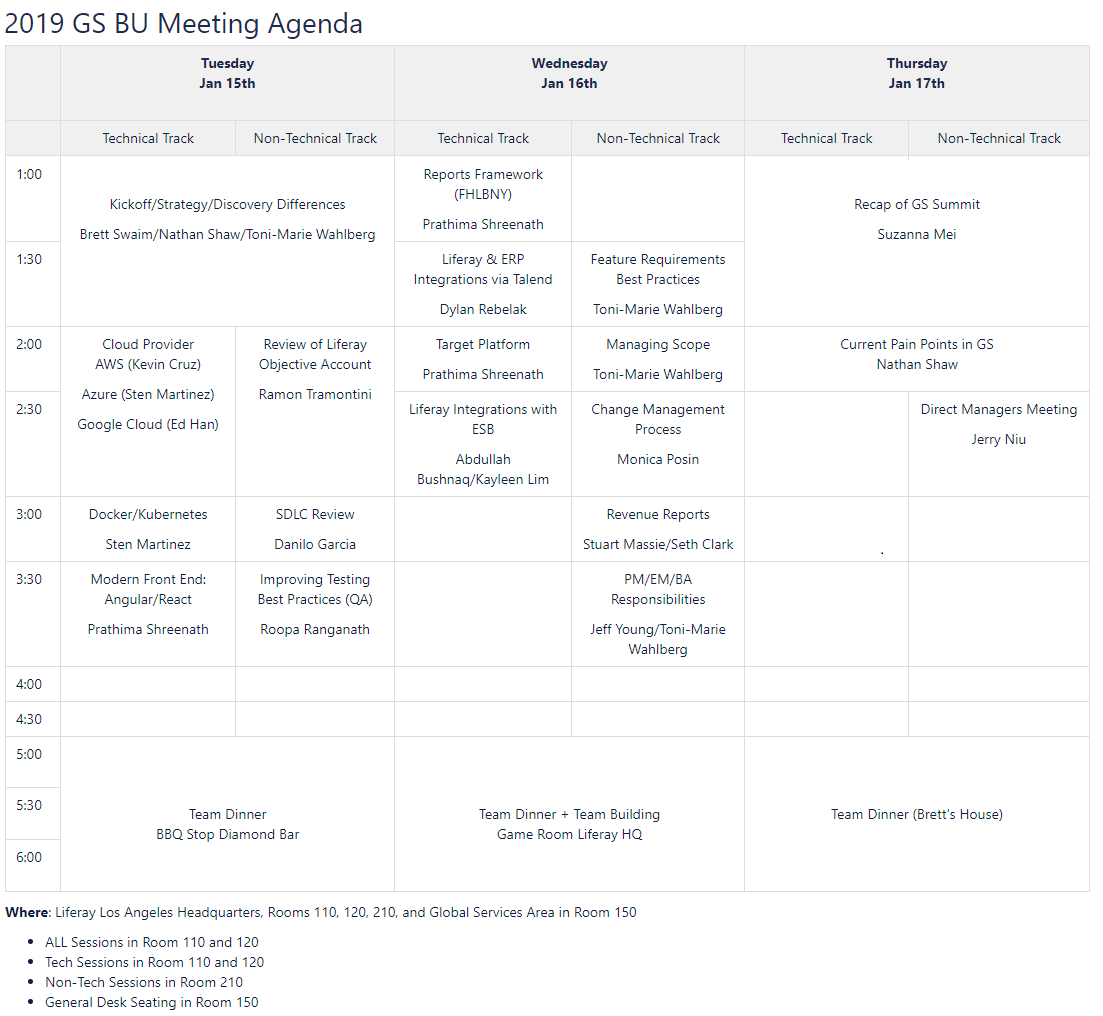 2019 GS BU Meeting Agenda
Tuesday
Jan 15th
Wednesday
Jan 16th
Thursday
Jan 17th
Technical Track
Non-Technical Track
Technical Track
Non-Technical Track
Technical Track
Non-Technical Track
1:00
Kickoff/Strategy/Discovery Differences
Brett Swaim/Nathan Shaw/Toni-Marie Wahlberg
Reports Framework
(FHLBNY)
Prathima Shreenath
Recap of GS Summit
Suzanna Mei
1:30
Liferay & ERP
Integrations via Talend
Dylan Rebelak
Feature Requirements
Best Practices
Toni-Marie Wahlberg
2:00
Cloud Provider
AWS (Kevin Cruz)
Azure (Sten Martinez)
Google Cloud (Ed Han)
Review of Liferay
Objective Account
Ramon Tramontini
Target Platform
Prathima Shreenath
Managing Scope
Toni-Marie Wahlberg
Current Pain Points in GS
Nathan Shaw
2:30
Liferay Integrations with
ESB
Abdullah
Bushnaq/Kayleen Lim
Change Management
Process
Monica Posin
Direct Managers Meeting
Jerry Niu
3:00
Docker/Kubernetes
Sten Martinez
SDLC Review
Danilo Garcia
Revenue Reports
Stuart Massie/Seth Clark
.
3:30
Modern Front End:
Angular/React
Prathima Shreenath
Improving Testing
Best Practices (QA)
Roopa Ranganath
PM/EM/BA
Responsibilities
Jeff Young/Toni-Marie
Wahlberg
4:00
4:30
5:00
5:30
6:00
Team Dinner
BBQ Stop Diamond Bar
Team Dinner + Team Building
Game Room Liferay HQ
Team Dinner (Brett's House)
Where: Liferay Los Angeles Headquarters, Rooms 110, 120, 210, and Global Services Area in Room 150
• ALL Sessions in Room 110 and 120
• Tech Sessions in Room 110 and 120
• Non-Tech Sessions in Room 210
• General Desk Seating in Room 150